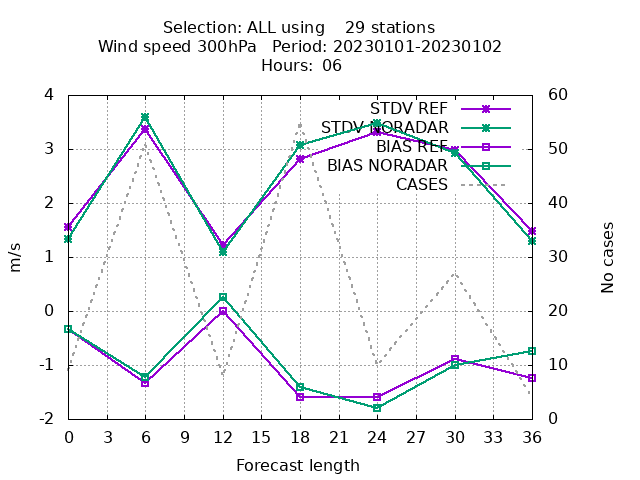 Selection: ALL using 29 stations
Wind speed 300hPa Period: 20230101-20230102
Hours: 06
4
3
2
1
0
-1
-2
60
50
40
30
20
10
0
STDV REF
STDV NORADAR
BIAS REF
BIAS NORADAR
CASES
m/s
No cases
0 3 6 9 12 15 18 21 24 27 30 33 36
Forecast length